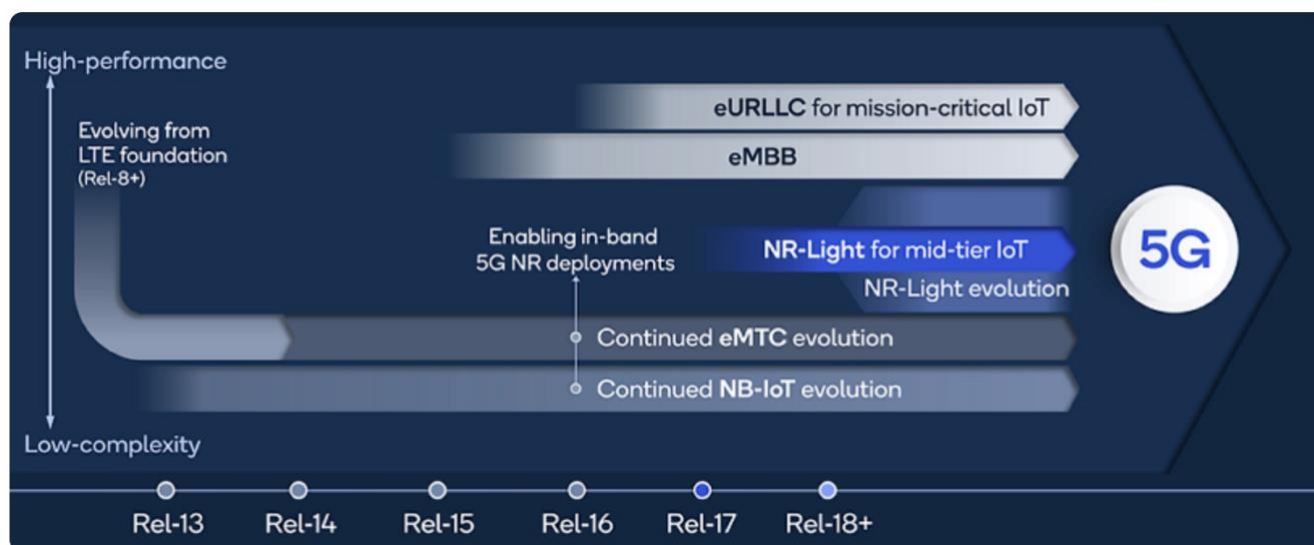 High-performance
Evolving from
LTE foundation
(Rel-8+)
eURLLC for mission-critical IoT
eMBB
Enabling in-band
5G NR deployments
NR-Light for mid-tier IoT
NR-Light evolution
5G
Continued eMTC evolution
Continued NB-IoT evolution
Low-complexity
Rel-13 Rel-14 Rel-15 Rel-16 Rel-17 Rel-18+